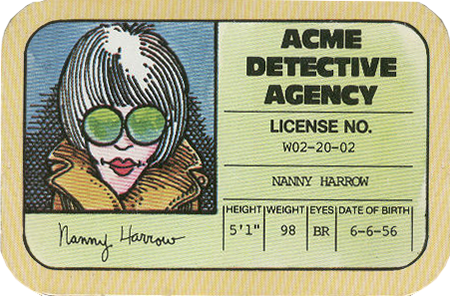 ACME
DETECTIVE
AGENCY
LICENSE NO.
W02-20-02
NANNY HARROW
HEIGHT WEIGHT EYES DATE OF BIRTH
5'1" 98 BR 6-6-56
Nanny Harrow